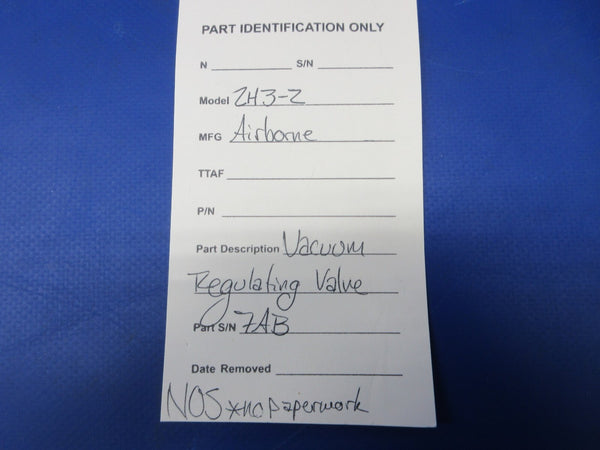 PART IDENTIFICATION ONLY
N S/N
Model 2H3-2
MFG Airborne
TTAF
P/N
Part Description Vacuum
Regulating Valve
Part S/N 7AB
Date Removed
NOS *no paperwork